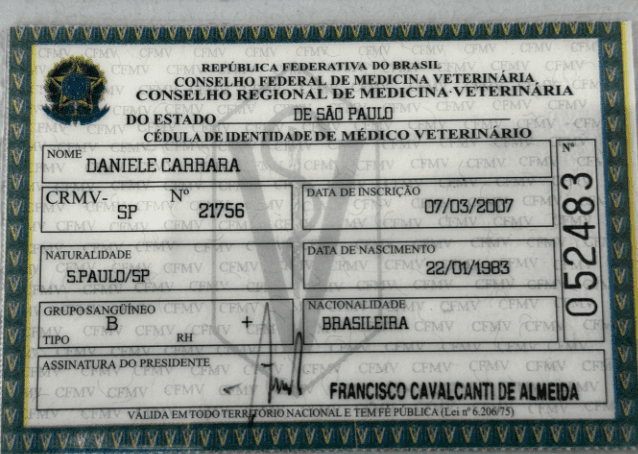 REPÚBLICA FEDERATIVA DO BRASIL
CONSELHO FEDERAL DE MEDICINA VETERINÁRIA
CONSELHO REGIONAL DE MEDICINA VETERINÁRIA
DO ESTADO DE SÃO PAULO
CÉDULA DE IDENTIDADE DE MÉDICO VETERINÁRIO
NOME DANIELE CARRARA
Nº 052483
CRMV-SP Nº 21756
DATA DE INSCRIÇÃO
07/03/2007
NATURALIDADE
S.PAULO/SP
DATA DE NASCIMENTO
22/01/1983
GRUPO SANGÜÍNEO
TIPO B RH +
NACIONALIDADE
BRASILEIRA
ASSINATURA DO PRESIDENTE
FRANCISCO CAVALCANTI DE ALMEIDA
VÁLIDA EM TODO TERRITÓRIO NACIONAL E TEM FÉ PÚBLICA (Lei nº 6.206/75)